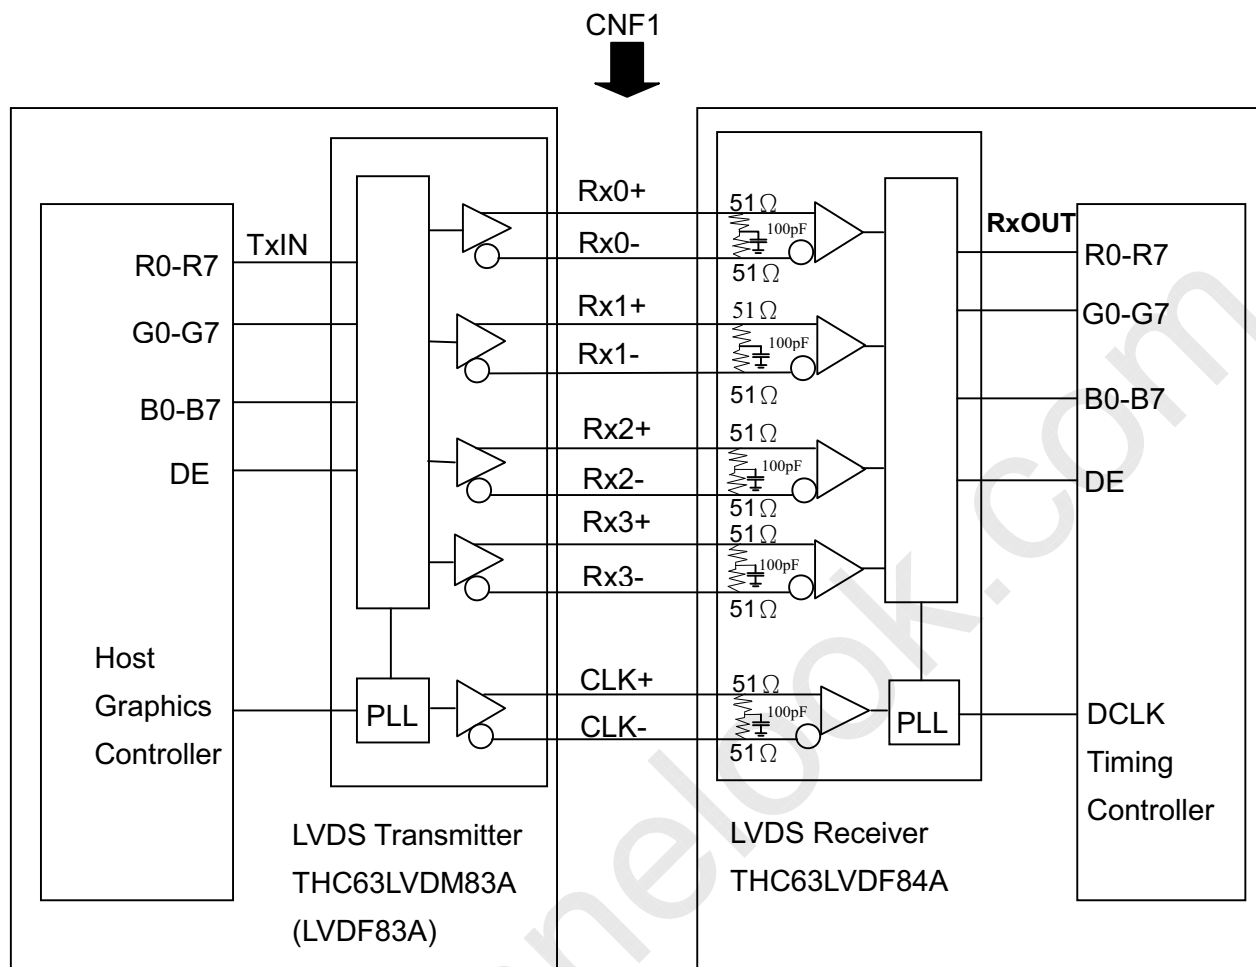 CNF1
Rx0+
Rx0-
Rx1+
Rx1-
Rx2+
Rx2-
Rx3+
Rx3-
CLK+
CLK-
TxIN
R0-R7
G0-G7
B0-B7
DE
Host
Graphics
Controller
PLL
LVDS Transmitter
THC63LVDM83A
(LVDF83A)
51Ω
100pF
51Ω
51Ω
100pF
51Ω
51Ω
100pF
51Ω
51Ω
100pF
51Ω
51Ω
100pF
51Ω
PLL
LVDS Receiver
THC63LVDF84A
RxOUT
R0-R7
G0-G7
B0-B7
DE
DCLK
Timing
Controller
nelook.com